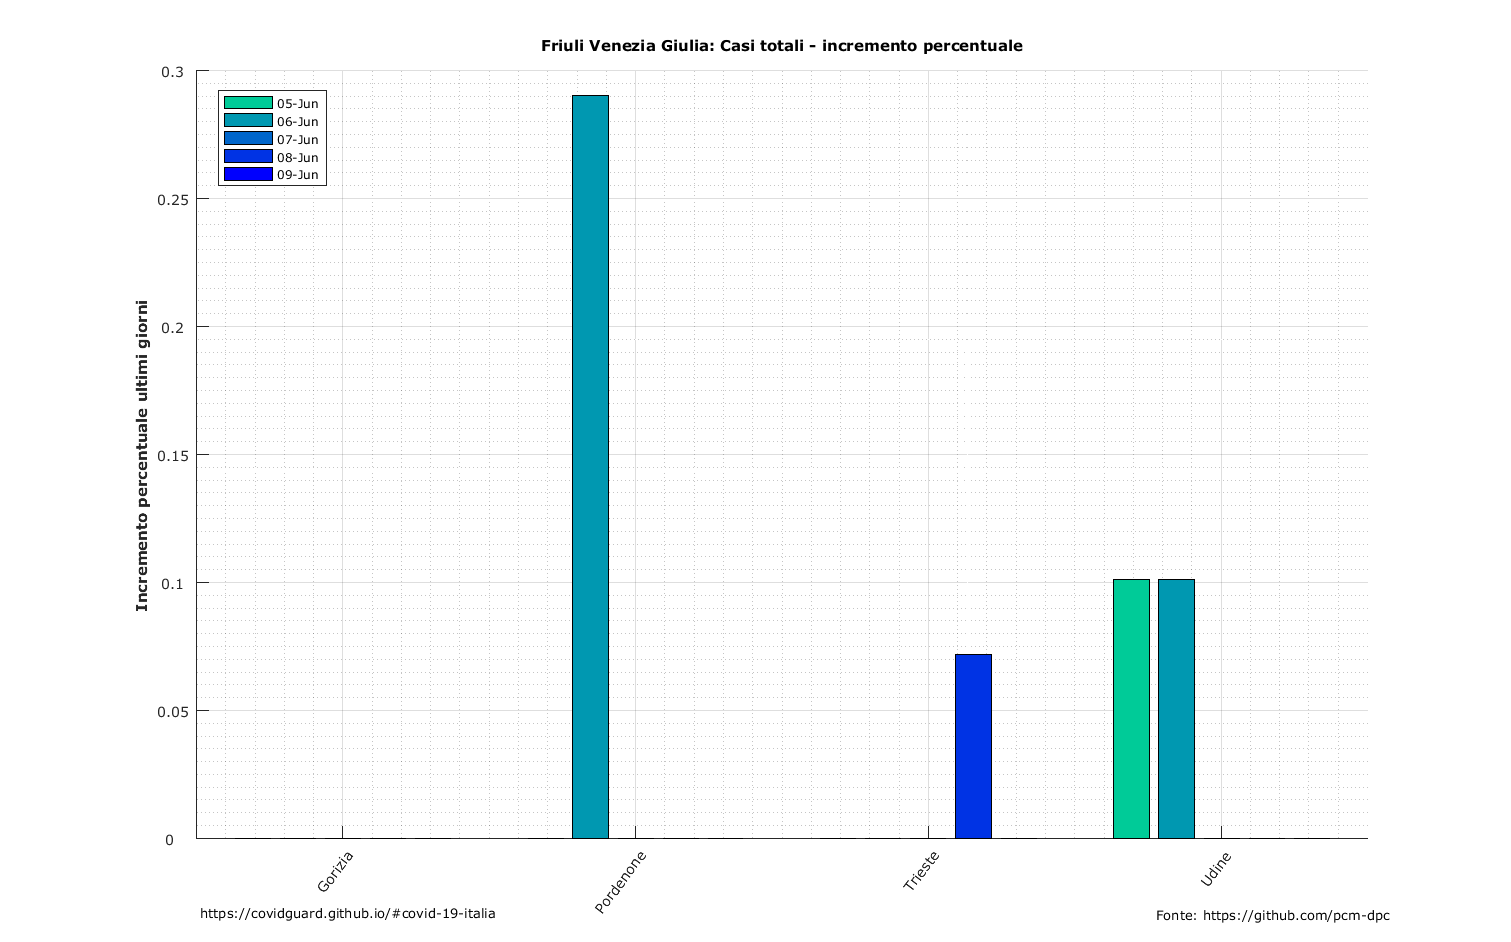 Friuli Venezia Giulia: Casi totali - incremento percentuale
0.3
0.25
0.2
0.15
0.1
0.05
0
05-Jun
06-Jun
07-Jun
08-Jun
09-Jun
Incremento percentuale ultimi giorni
Gorizia
Pordenone
Trieste
Udine
https://covidguard.github.io/#covid-19-italia
Fonte: https://github.com/pcm-dpc